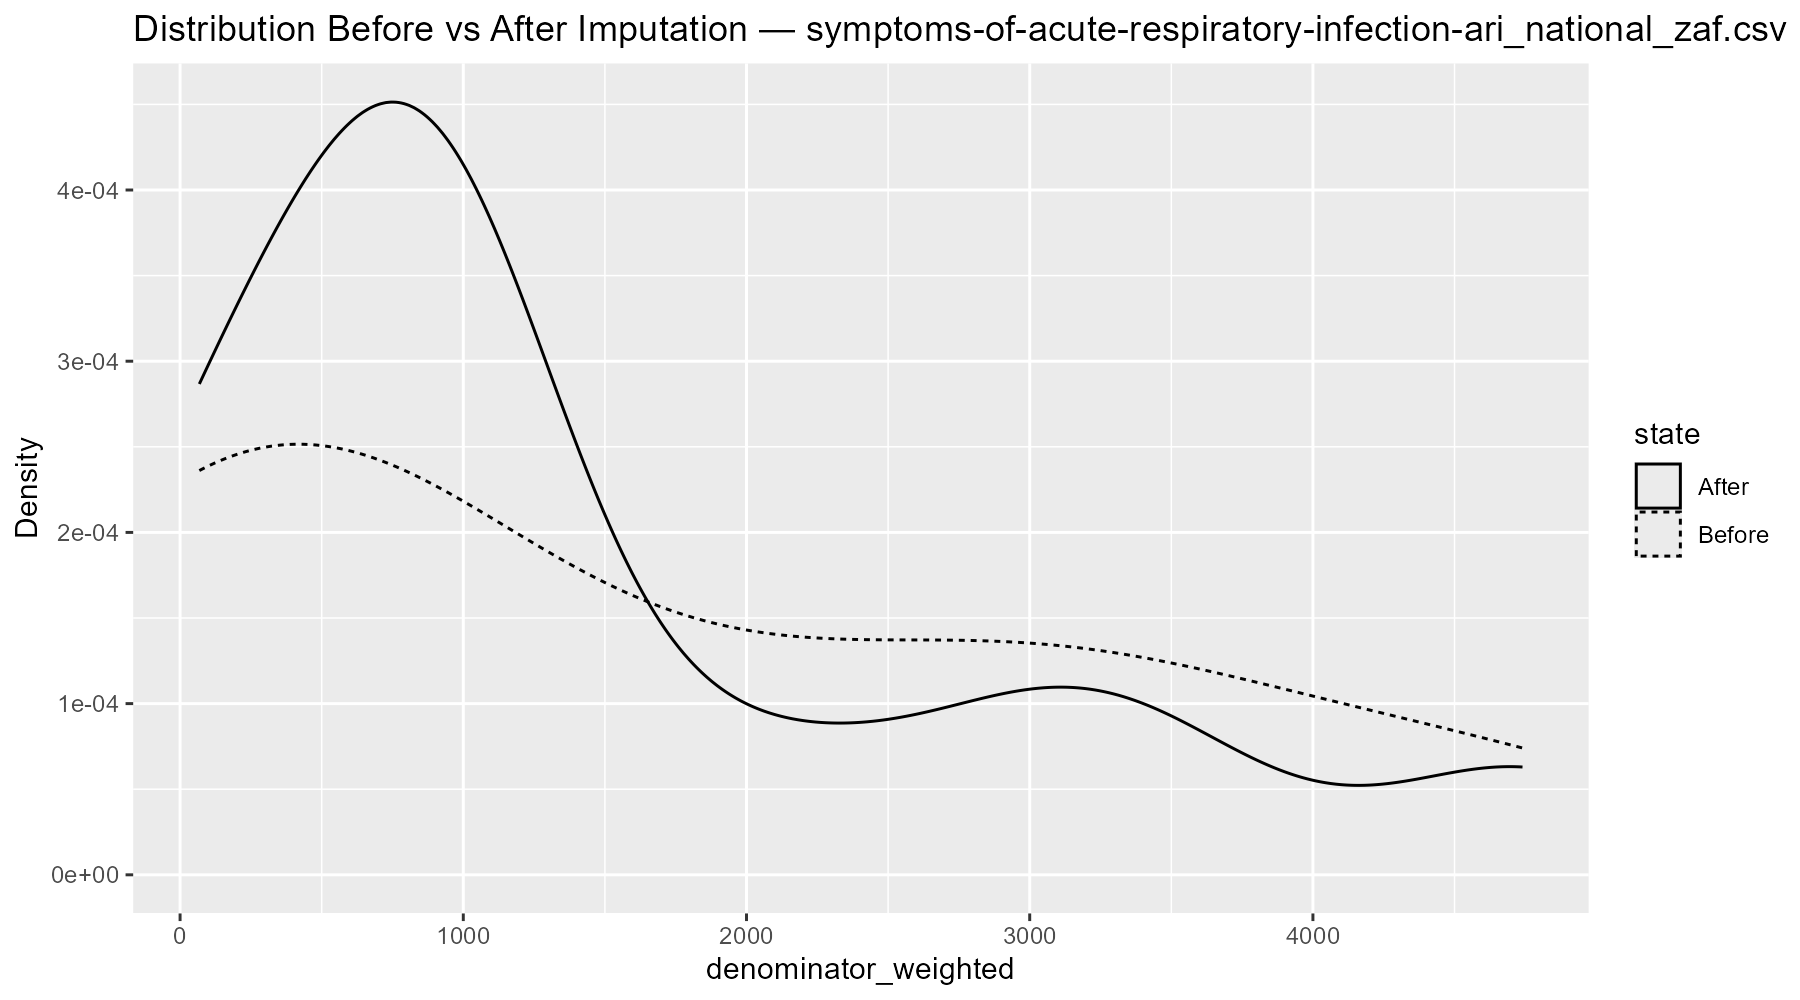 Distribution Before vs After Imputation — symptoms-of-acute-respiratory-infection-ari_national_zaf.csv
Density
4e-04
3e-04
2e-04
1e-04
0e+00
0
1000
2000
3000
4000
denominator_weighted
state
After
Before